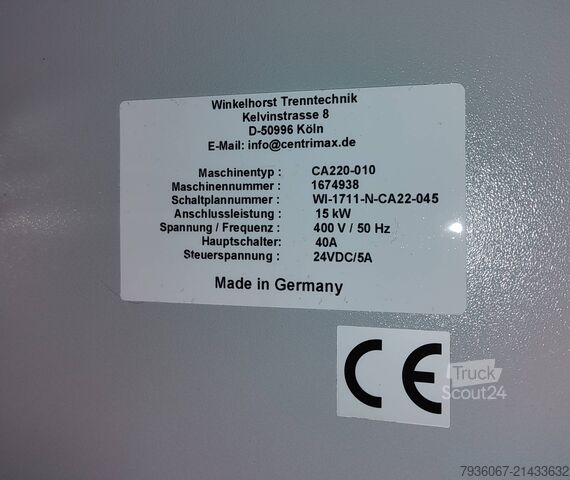 Winkelhorst Trenntechnik
Kelvinstrasse 8
D-50996 Köln
E-Mail: info@centrimax.de
Maschinentyp : CA220-010
Maschinennummer : 1674938
Schaltplannummer : WI-1711-N-CA22-045
Anschlussleistung : 15 kW
Spannung / Frequenz : 400 V / 50 Hz
Hauptschalter: 40A
Steuerspannung : 24VDC/5A
Made in Germany
CE
Truck
Scout24
7936067-21433632